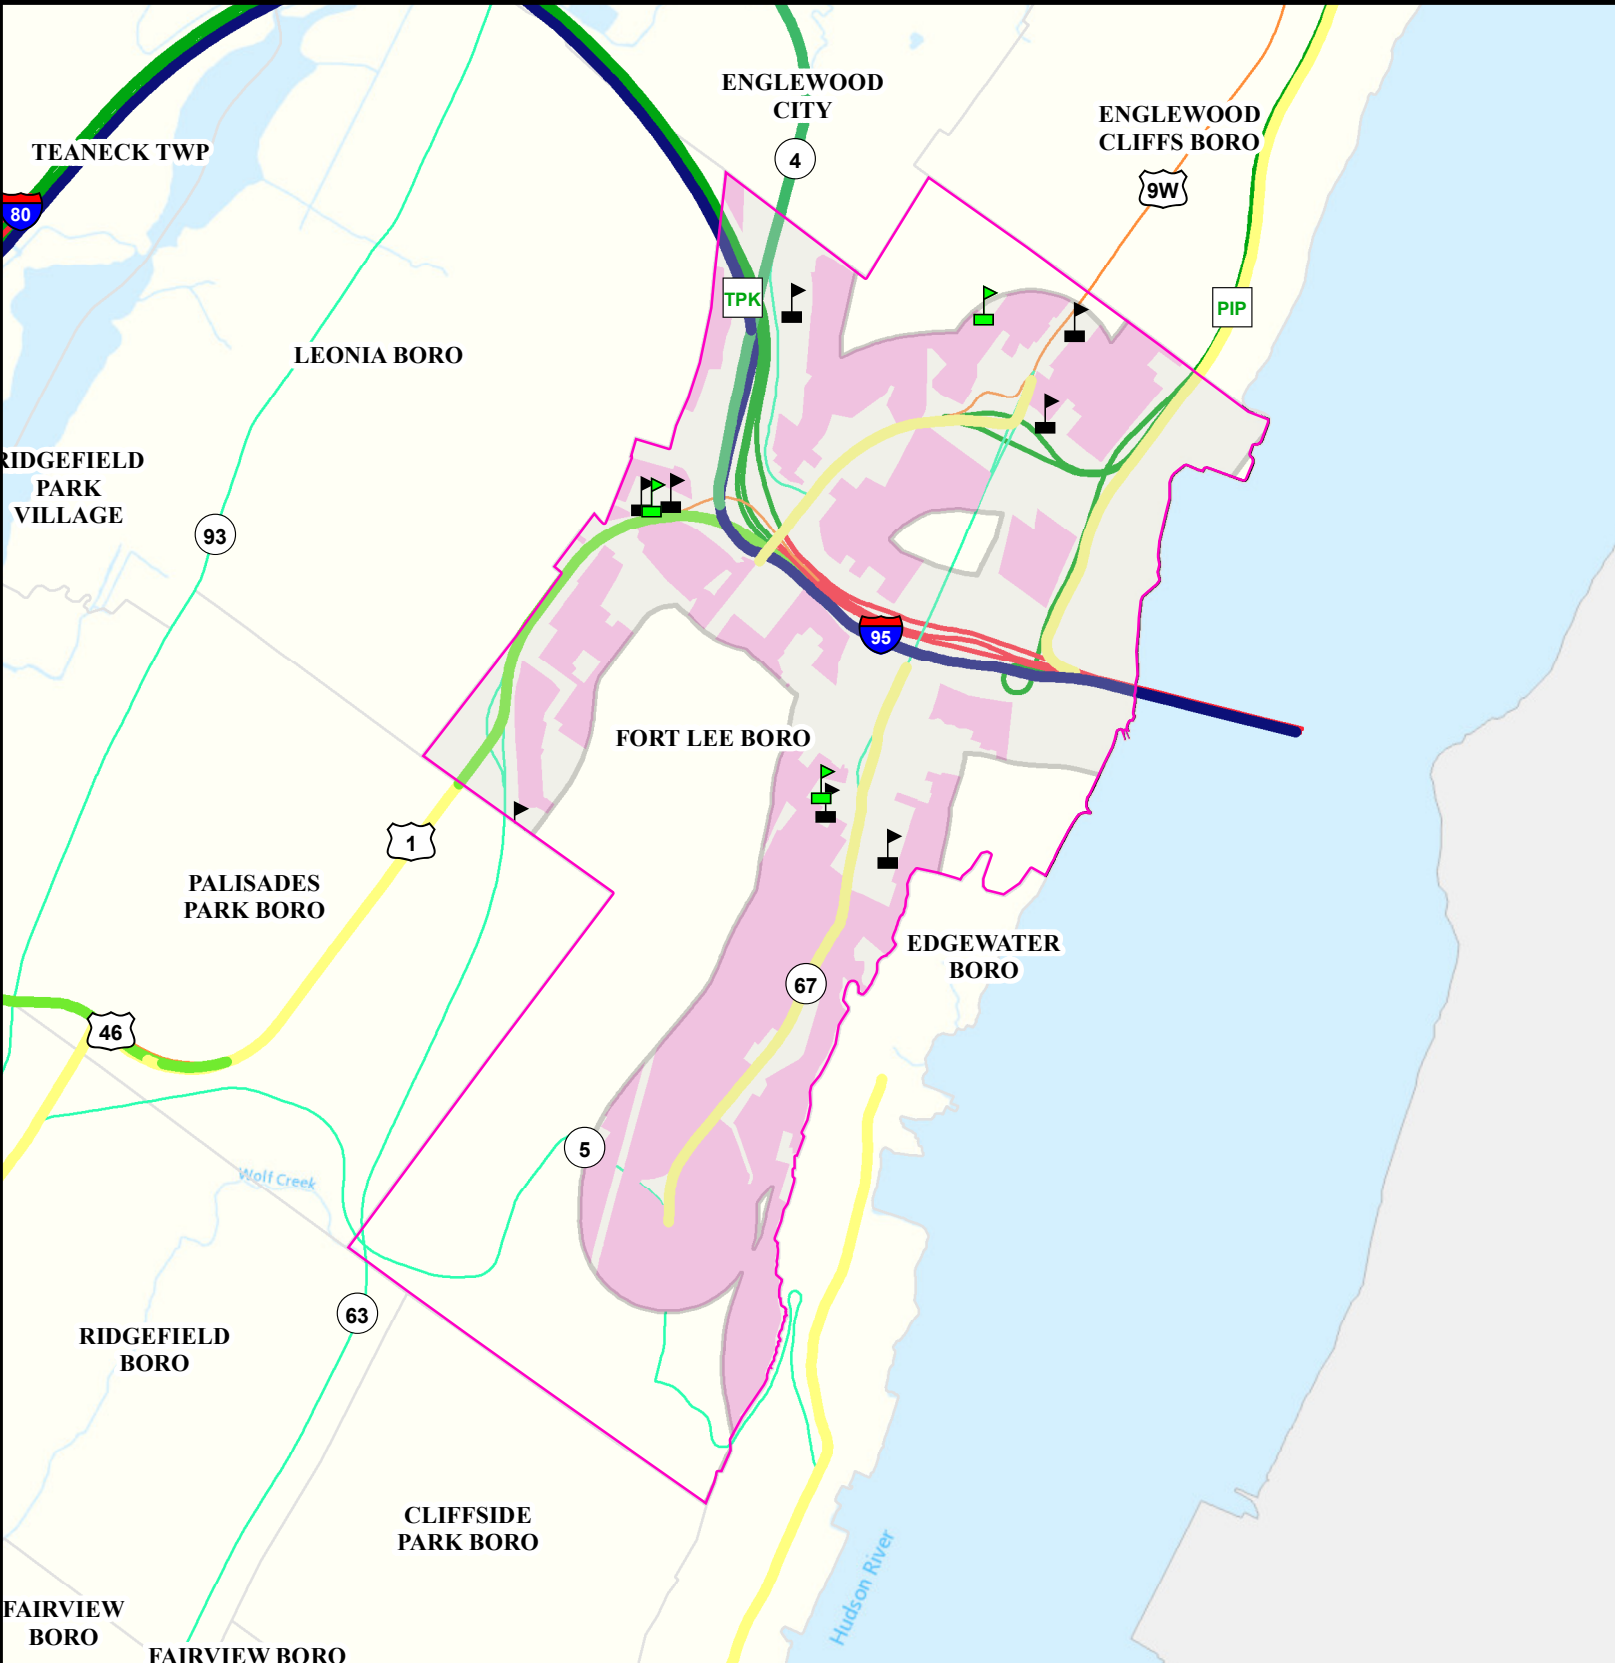 ENGLEWOOD
CITY
ENGLEWOOD
CLIFFS BORO
TEANECK TWP
4
9W
80
TPK
PIP
LEONIA BORO
RIDGEFIELD
PARK
VILLAGE
93
95
FORT LEE BORO
1
PALISADES
PARK BORO
EDGEWATER
BORO
67
46
5
Wolf Creek
63
RIDGEFIELD
BORO
CLIFFSIDE
PARK BORO
Hudson River
FAIRVIEW
BORO
FAIRVIEW BORO